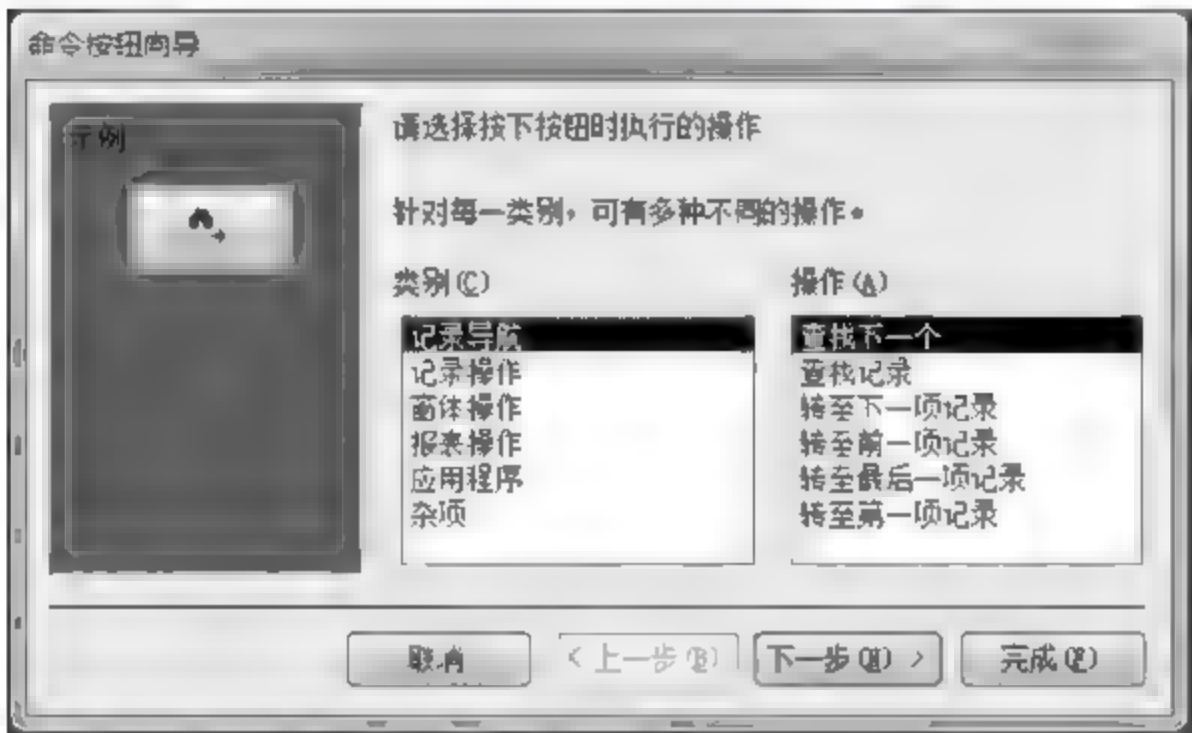 命令按钮向导
示例
请选择按下按钮时执行的操作
针对每一类别，可有多种不同的操作。
类别(C)
操作(A)
记录导航
记录操作
窗体操作
报表操作
应用程序
杂项
查找下一个
查找记录
转至下一项记录
转至前一项记录
转至最后一项记录
转至第一项记录
取消
< 上一步(B)
下一步(N) >
完成(F)